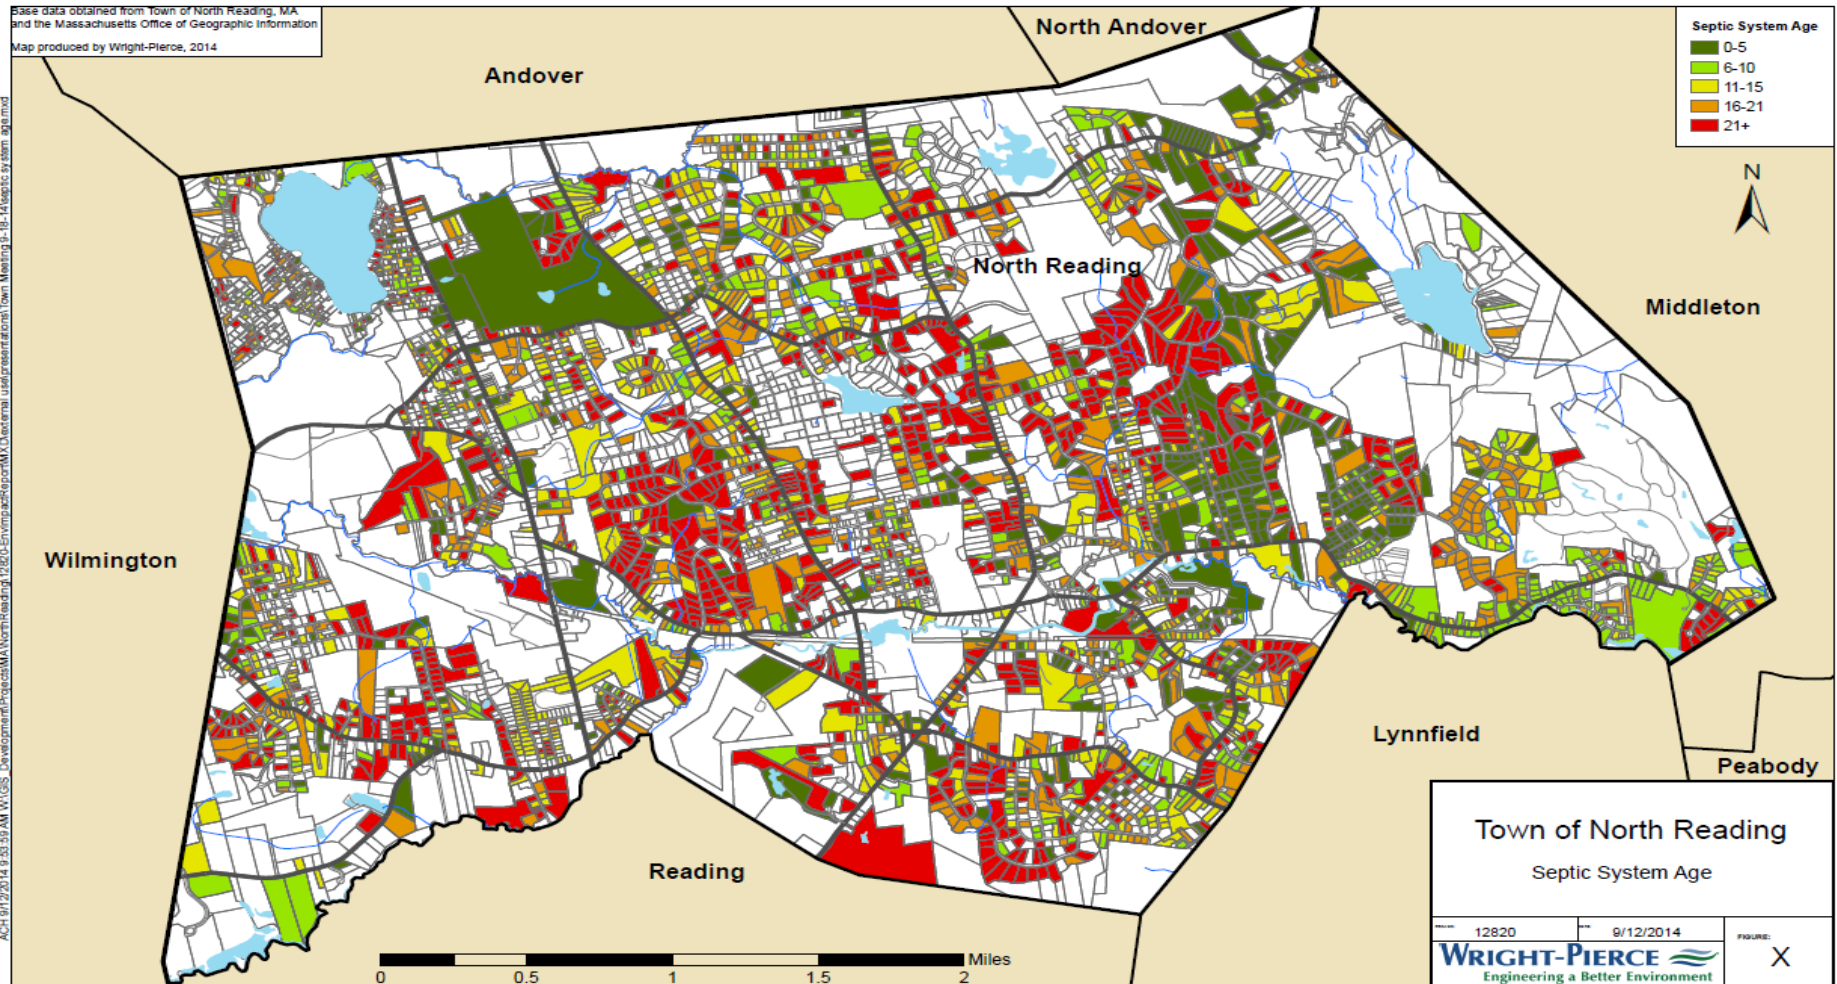 Base data obtained from Town of North Reading, MA
and the Massachusetts Office of Geographic Information
Map produced by Wright-Pierce, 2014
North Andover
Andover
Septic System Age
0-5
6-10
11-15
16-21
21+
N
North Reading
Middleton
Wilmington
Lynnfield
Peabody
Reading
Town of North Reading
Septic System Age
12820
9/12/2014
FIGURE:
X
WRIGHT-PIERCE
Engineering a Better Environment
Miles
0 0.5 1 1.5 2